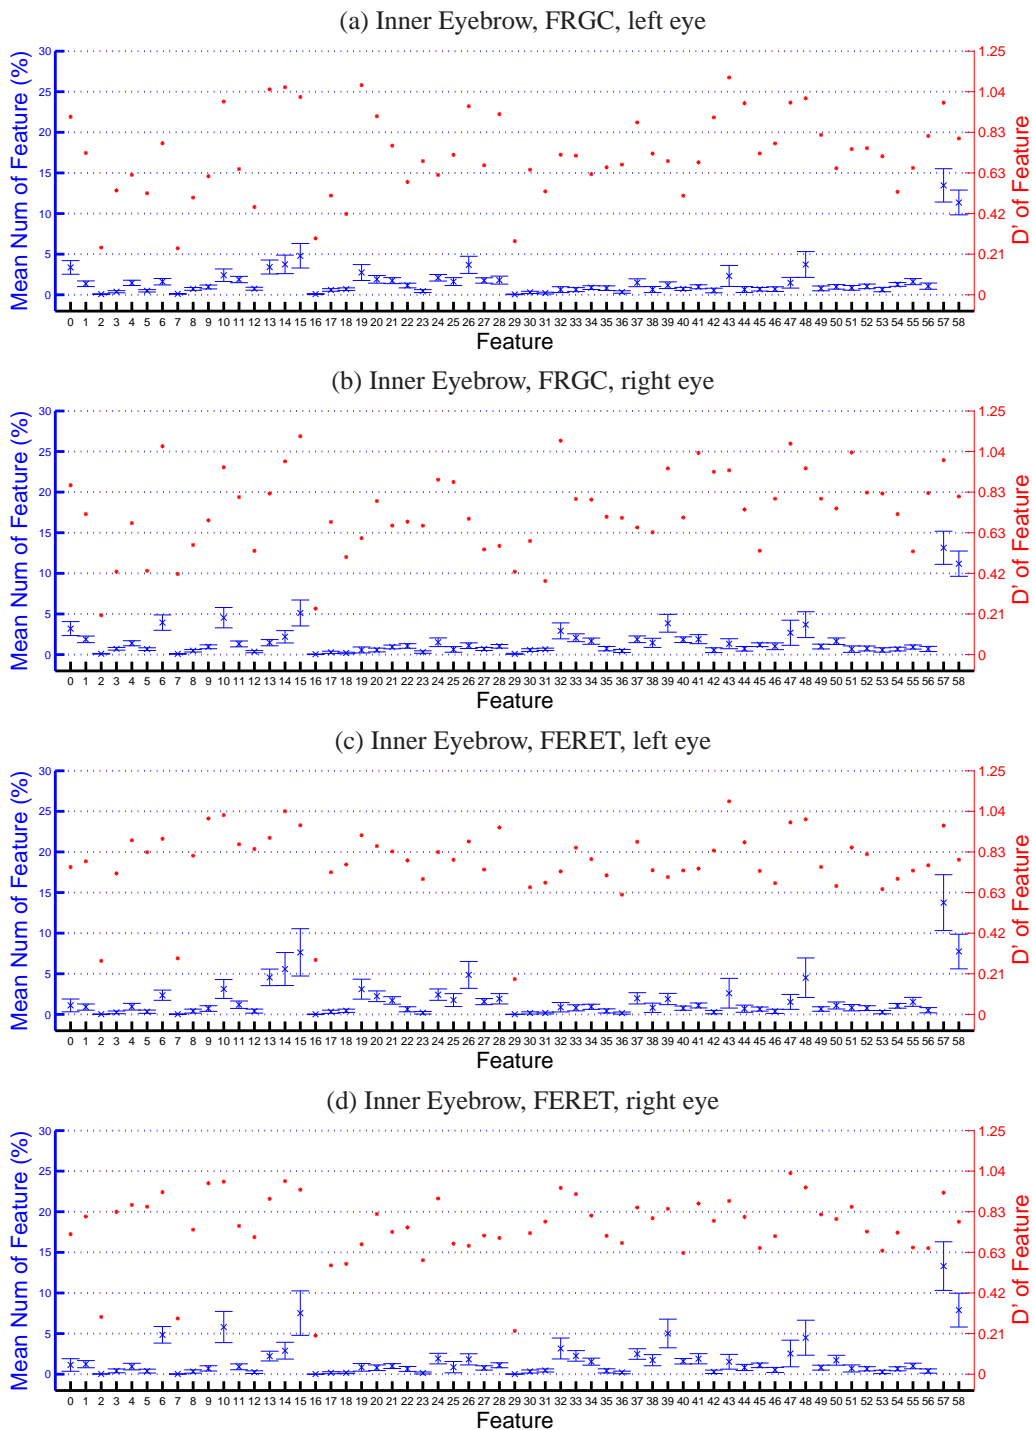 (a) Inner Eyebrow, FRGC, left eye
Mean Num of Feature (%)
30
25
20
15
10
5
0
1.25
1.04
0.83
0.63
0.42
0.21
0
D' of Feature
0 1 2 3 4 5 6 7 8 9 10 11 12 13 14 15 16 17 18 19 20 21 22 23 24 25 26 27 28 29 30 31 32 33 34 35 36 37 38 39 40 41 42 43 44 45 46 47 48 49 50 51 52 53 54 55 56 57 58
Feature
(b) Inner Eyebrow, FRGC, right eye
Mean Num of Feature (%)
30
25
20
15
10
5
0
1.25
1.04
0.83
0.63
0.42
0.21
0
D' of Feature
0 1 2 3 4 5 6 7 8 9 10 11 12 13 14 15 16 17 18 19 20 21 22 23 24 25 26 27 28 29 30 31 32 33 34 35 36 37 38 39 40 41 42 43 44 45 46 47 48 49 50 51 52 53 54 55 56 57 58
Feature
(c) Inner Eyebrow, FERET, left eye
Mean Num of Feature (%)
30
25
20
15
10
5
0
1.25
1.04
0.83
0.63
0.42
0.21
0
D' of Feature
0 1 2 3 4 5 6 7 8 9 10 11 12 13 14 15 16 17 18 19 20 21 22 23 24 25 26 27 28 29 30 31 32 33 34 35 36 37 38 39 40 41 42 43 44 45 46 47 48 49 50 51 52 53 54 55 56 57 58
Feature
(d) Inner Eyebrow, FERET, right eye
Mean Num of Feature (%)
30
25
20
15
10
5
0
1.25
1.04
0.83
0.63
0.42
0.21
0
D' of Feature
0 1 2 3 4 5 6 7 8 9 10 11 12 13 14 15 16 17 18 19 20 21 22 23 24 25 26 27 28 29 30 31 32 33 34 35 36 37 38 39 40 41 42 43 44 45 46 47 48 49 50 51 52 53 54 55 56 57 58
Feature